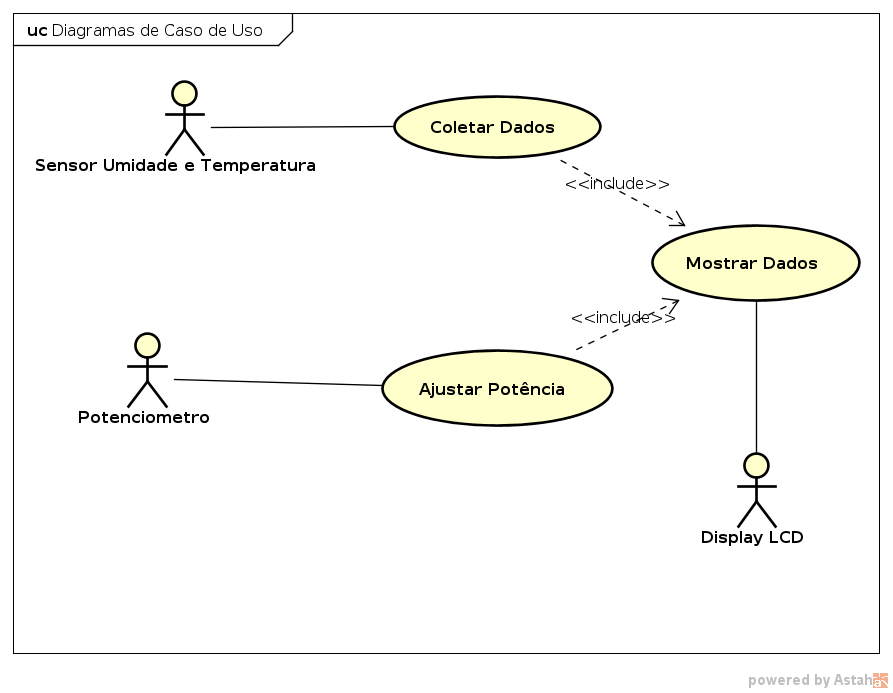 uc Diagramas de Caso de Uso
Coletar Dados
Sensor Umidade e Temperatura
<<include>>
Mostrar Dados
<<include>>
Ajustar Potência
Potenciometro
Display LCD
powered by Astah